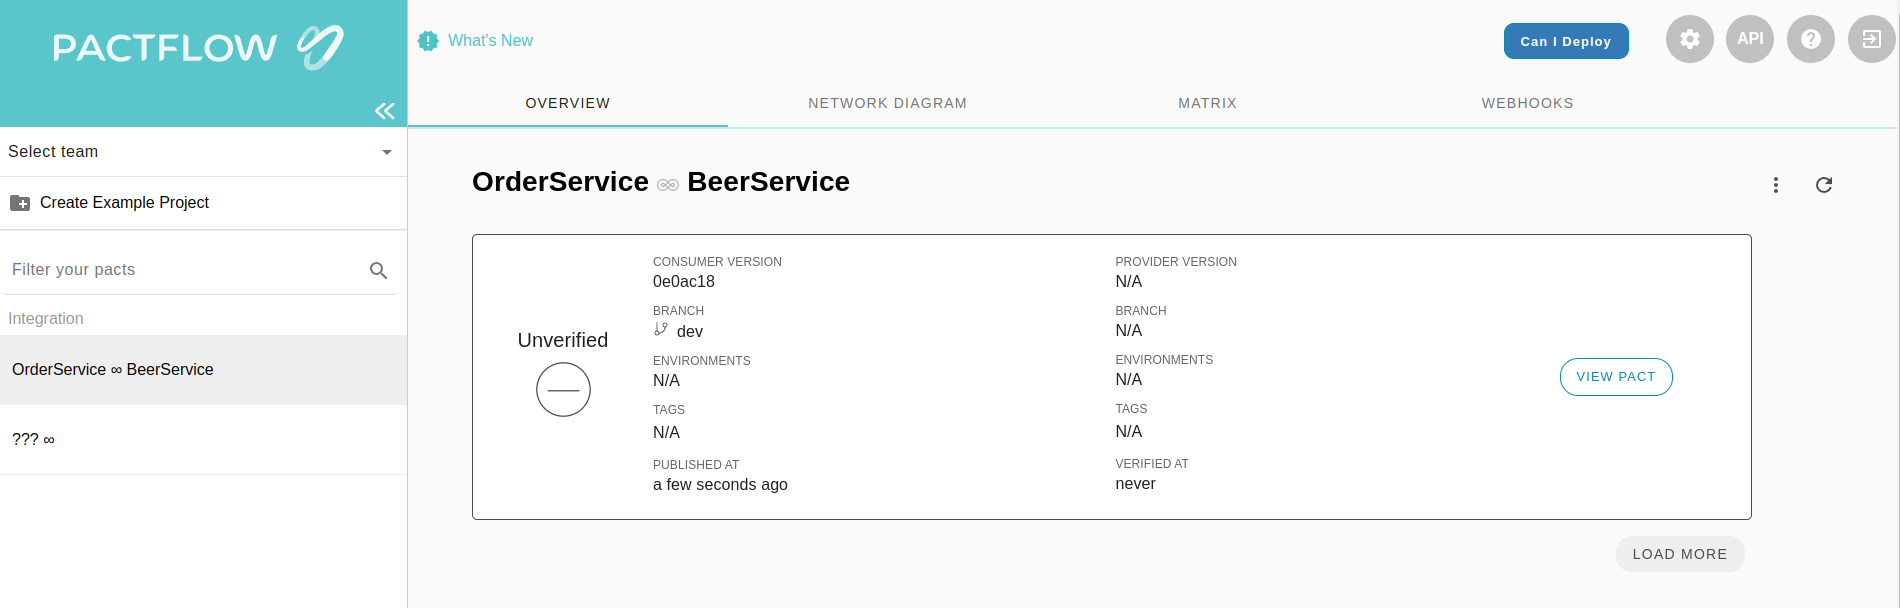 PACTFLOW
What's New
Can I Deploy
API
OVERVIEW
NETWORK DIAGRAM
MATRIX
WEBHOOKS
Select team
Create Example Project
Filter your pacts
Integration
OrderService ∞ BeerService
??? ∞
OrderService BeerService
Unverified
CONSUMER VERSION
0e0ac18
BRANCH
dev
ENVIRONMENTS
N/A
TAGS
N/A
PUBLISHED AT
a few seconds ago
PROVIDER VERSION
N/A
BRANCH
N/A
ENVIRONMENTS
N/A
TAGS
N/A
VERIFIED AT
never
VIEW PACT
LOAD MORE